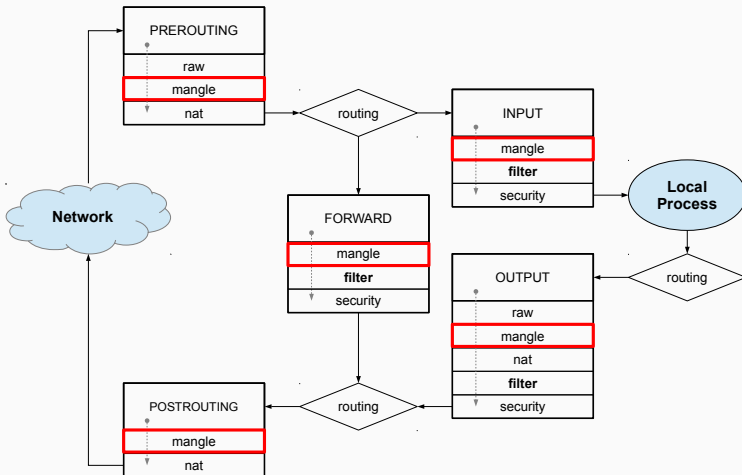 PREROUTING
raw
mangle
nat
routing
INPUT
mangle
filter
security
Local
Process
Network
FORWARD
mangle
filter
security
routing
OUTPUT
raw
mangle
nat
filter
security
routing
POSTROUTING
mangle
nat